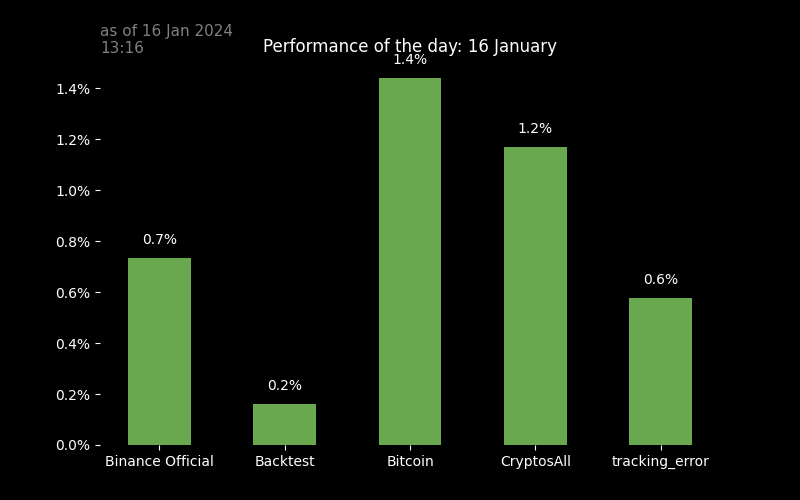 as of 16 Jan 2024
13:16
Performance of the day: 16 January
1.4%
1.4%
1.2%
1.2%
1.0%
0.8%
0.7%
0.6%
0.6%
0.4%
0.2%
0.2%
0.0%
Binance Official
Backtest
Bitcoin
CryptosAll
tracking_error